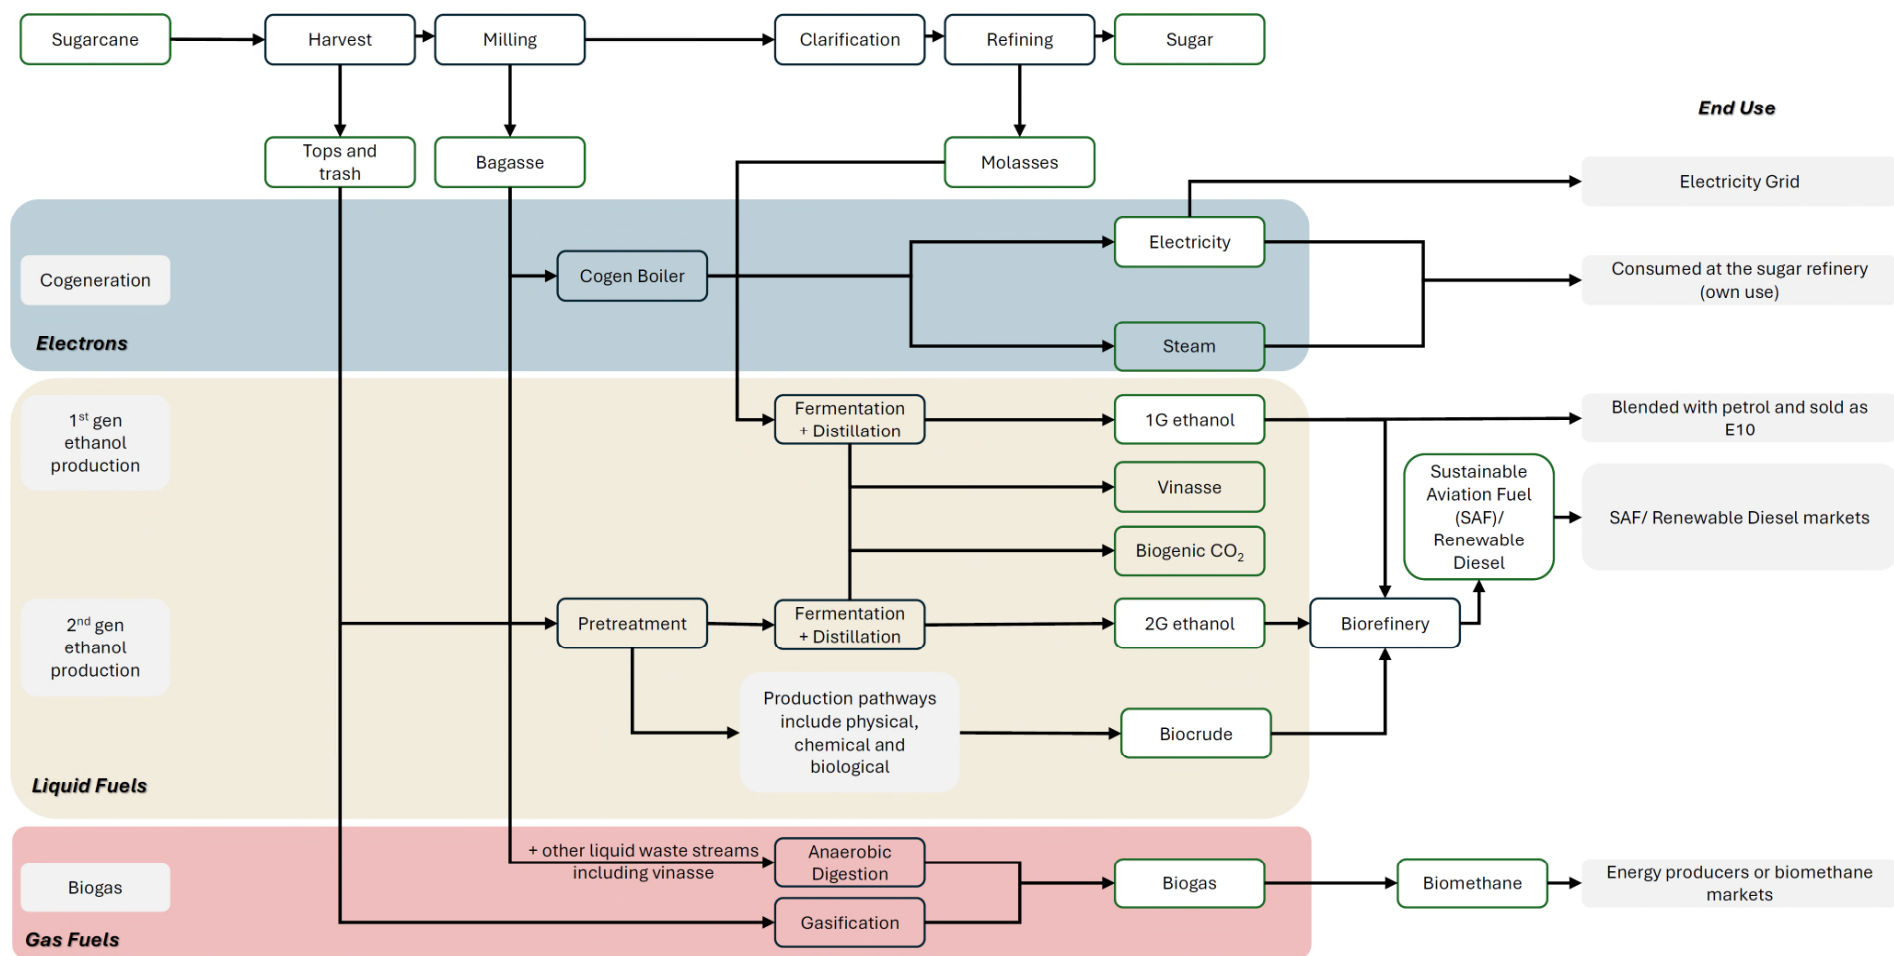 Sugarcane
Harvest
Milling
Clarification
Refining
Sugar
End Use
Tops and
trash
Bagasse
Molasses
Electricity Grid
Electricity
Cogeneration
Cogen Boiler
Consumed at the sugar refinery
(own use)
Electrons
Steam
1st gen
ethanol
production
Fermentation
+ Distillation
1G ethanol
Blended with petrol and sold as
E10
Vinasse
Sustainable
Aviation Fuel
(SAF)/
Renewable
Diesel
SAF/ Renewable Diesel markets
Biogenic CO2
2nd gen
ethanol
production
Pretreatment
Fermentation
+ Distillation
2G ethanol
Biorefinery
Production pathways
include physical,
chemical and
biological
Biocrude
Liquid Fuels
+ other liquid waste streams
including vinasse
Anaerobic
Digestion
Biogas
Biogas
Biomethane
Energy producers or biomethane
markets
Gasification
Gas Fuels